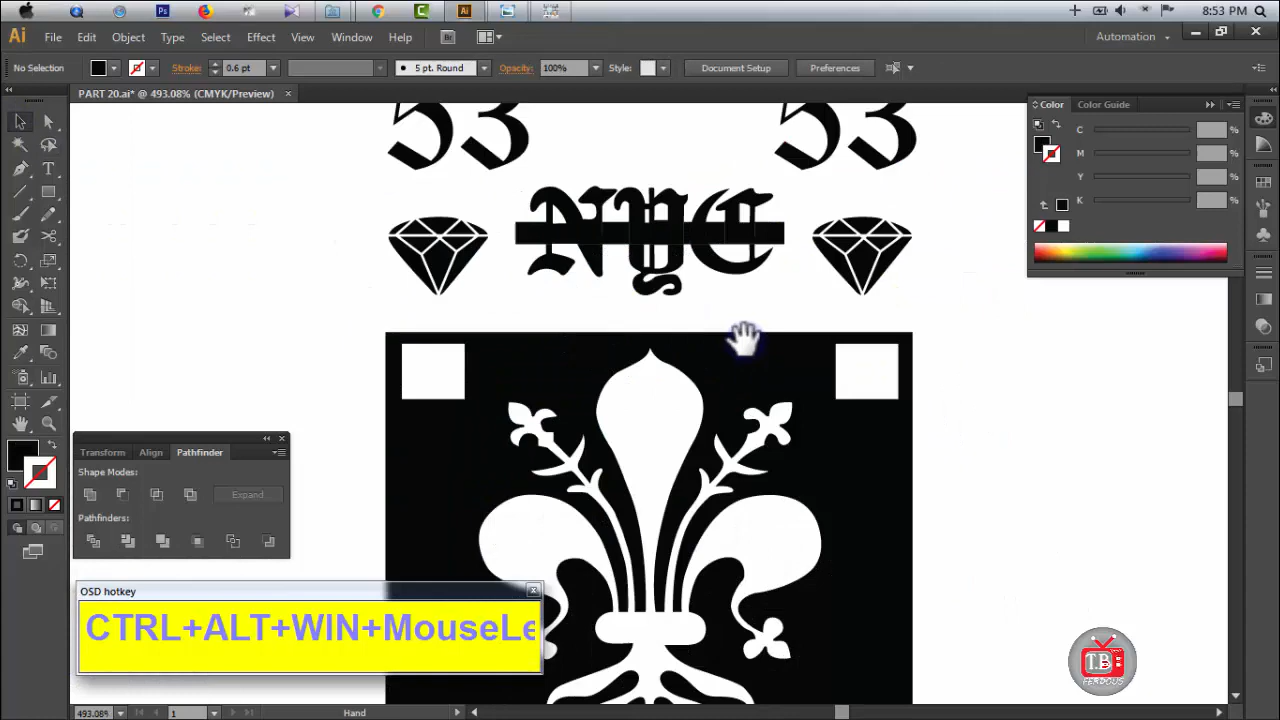 8:53 PM
Ai File Edit Object Type Select Effect View Window Help Br Automation
No Selection Stroke: 0.6 pt 5 pt. Round Opacity: 100% Style: Document Setup Preferences
PART 20.ai* @ 493.08% (CMYK/Preview)
53 53
NYC
Color Color Guide
C %
M %
Y %
K %
Transform Align Pathfinder
Shape Modes:
Expand
Pathfinders:
OSD hotkey
CTRL+ALT+WIN+MouseLe
T.B
FERDOUS
493.08% 1 Hand